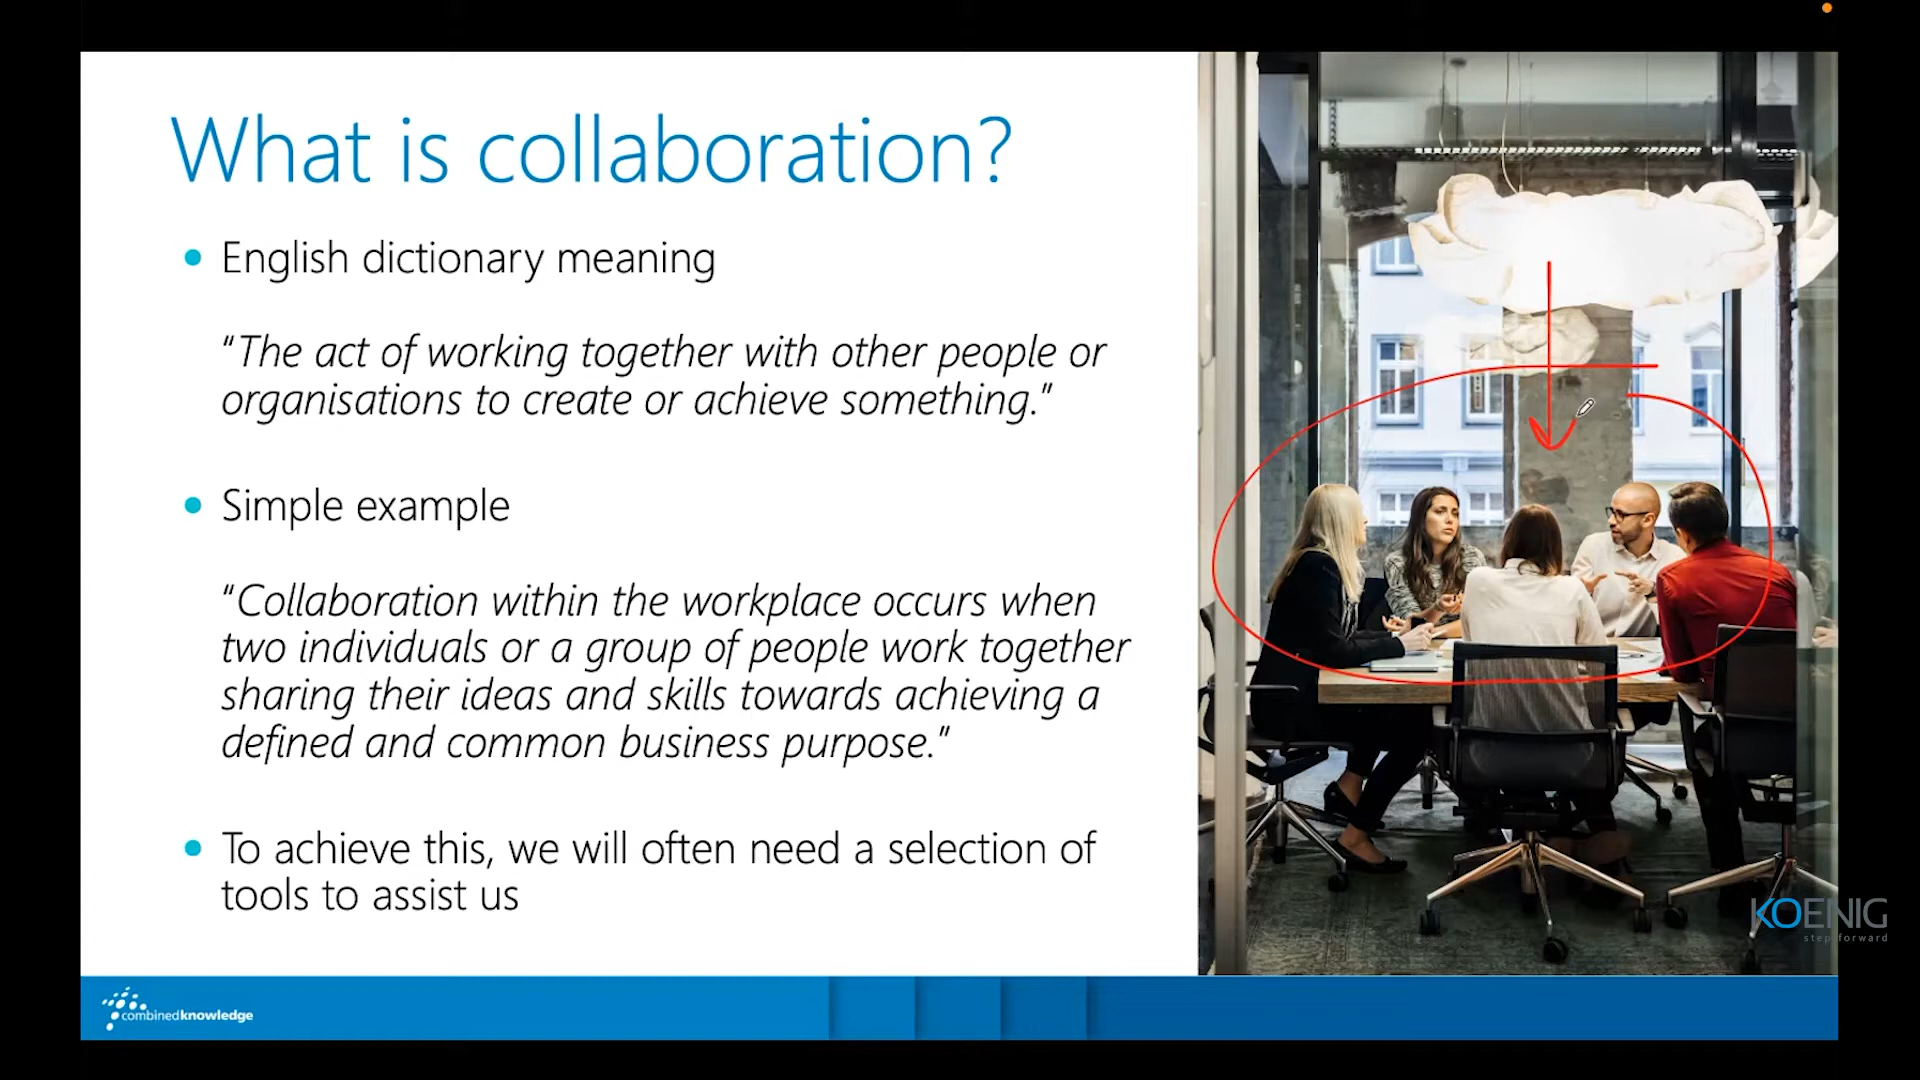 What is collaboration?
• English dictionary meaning
“The act of working together with other people or
organisations to create or achieve something.”
• Simple example
“Collaboration within the workplace occurs when
two individuals or a group of people work together
sharing their ideas and skills towards achieving a
defined and common business purpose.”
• To achieve this, we will often need a selection of
tools to assist us
KOENIG
step forward
combinedknowledge